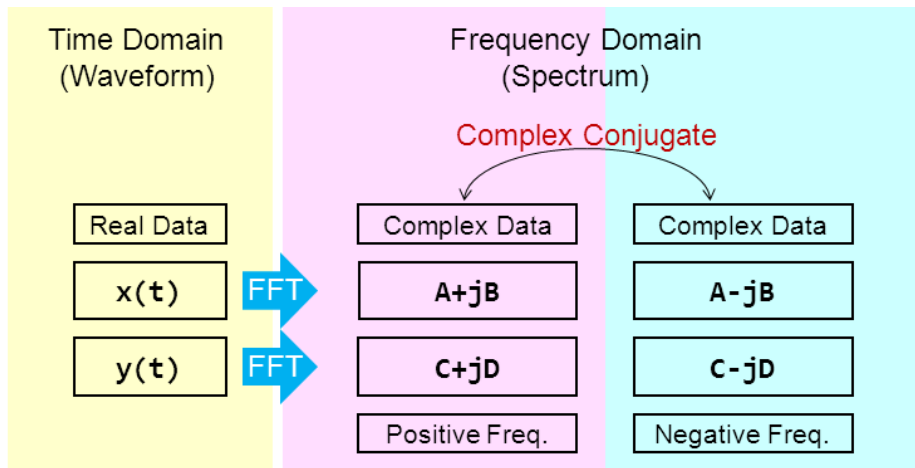 Time Domain
(Waveform)
Frequency Domain
(Spectrum)
Complex Conjugate
Real Data
Complex Data
Complex Data
x(t)
FFT
A+jB
A-jB
y(t)
FFT
C+jD
C-jD
Positive Freq.
Negative Freq.